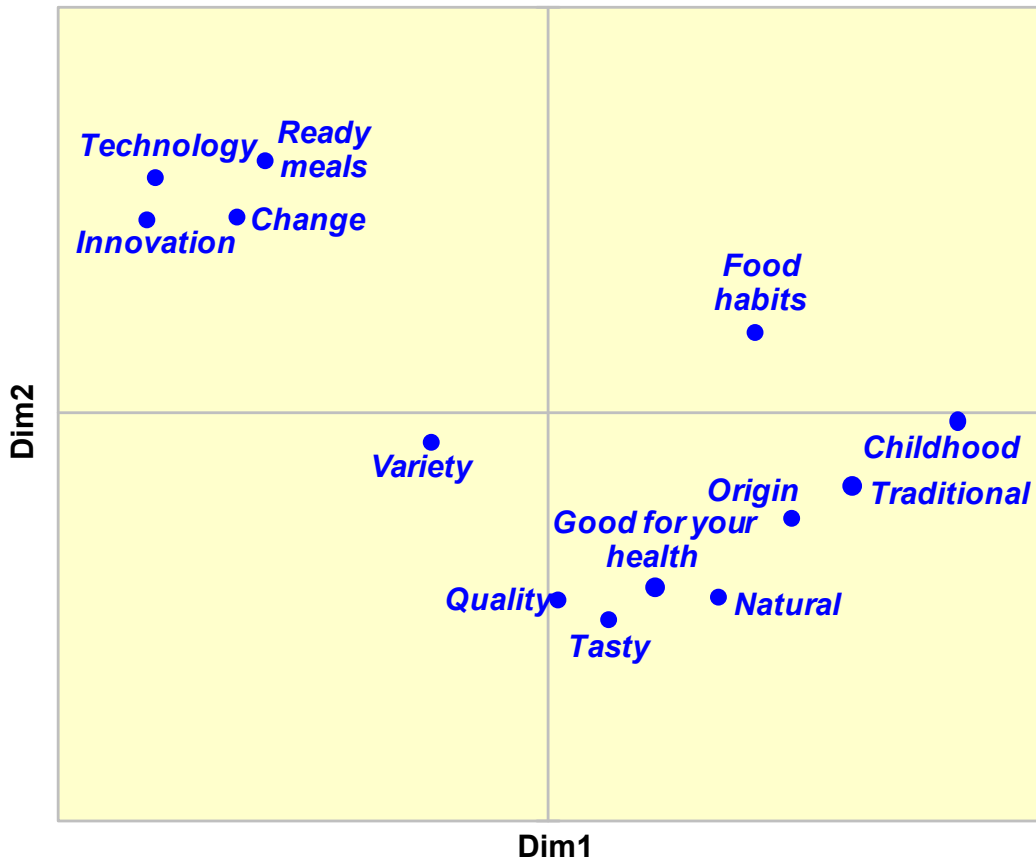 Technology
Ready
meals
Innovation
Change
Food
habits
Dim2
Variety
Childhood
Traditional
Origin
Good for your
health
Quality
Natural
Tasty
Dim1